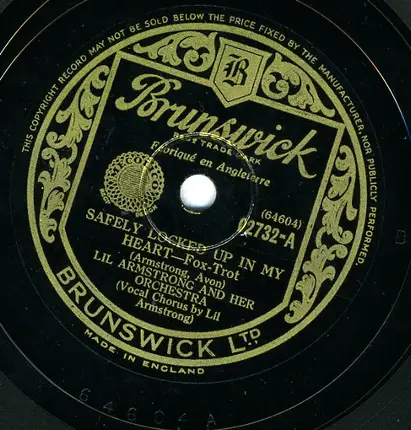 THIS COPYRIGHT RECORD MAY NOT BE SOLD BELOW THE PRICE FIXED BY THE MANUFACTURER, NOR PUBLICLY PERFORMED.
B
Brunswick
REG'D TRADE MARK
Fabriqué en Angleterre
(64604)
02732-A
SAFELY LOCKED UP IN MY
HEART—Fox-Trot
(Armstrong, Avon)
LIL ARMSTRONG AND HER
ORCHESTRA
(Vocal Chorus by Lil
Armstrong)
BRUNSWICK LTD.
MADE IN ENGLAND
64604 A